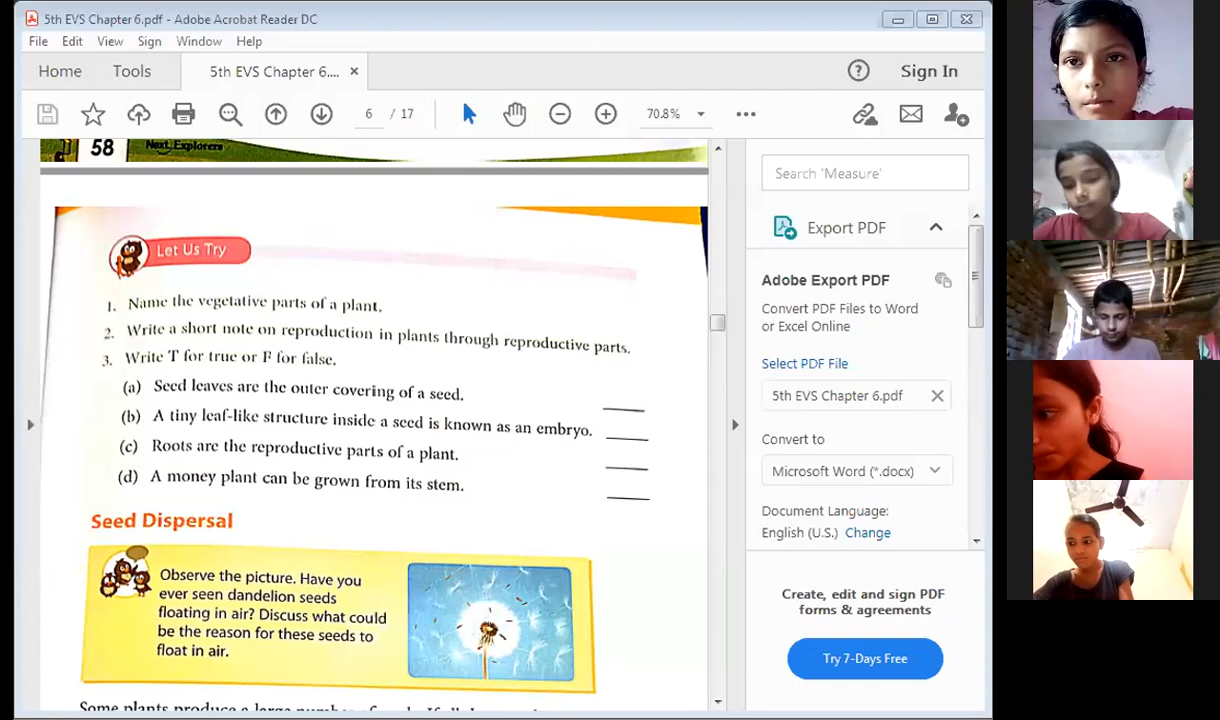 5th EVS Chapter 6.pdf - Adobe Acrobat Reader DC
File Edit View Sign Window Help
Home Tools 5th EVS Chapter 6.... × Sign In
6 / 17 70.8%
58 Next Explorers
Let Us Try
1. Name the vegetative parts of a plant.
2. Write a short note on reproduction in plants through reproductive parts.
3. Write T for true or F for false.
(a) Seed leaves are the outer covering of a seed.
(b) A tiny leaf-like structure inside a seed is known as an embryo.
(c) Roots are the reproductive parts of a plant.
(d) A money plant can be grown from its stem.
Seed Dispersal
Observe the picture. Have you
ever seen dandelion seeds
floating in air? Discuss what could
be the reason for these seeds to
float in air.
Some plants produce a large number of
Search 'Measure'
Export PDF
Adobe Export PDF
Convert PDF Files to Word
or Excel Online
Select PDF File
5th EVS Chapter 6.pdf
Convert to
Microsoft Word (*.docx)
Document Language:
English (U.S.) Change
Create, edit and sign PDF
forms & agreements
Try 7-Days Free